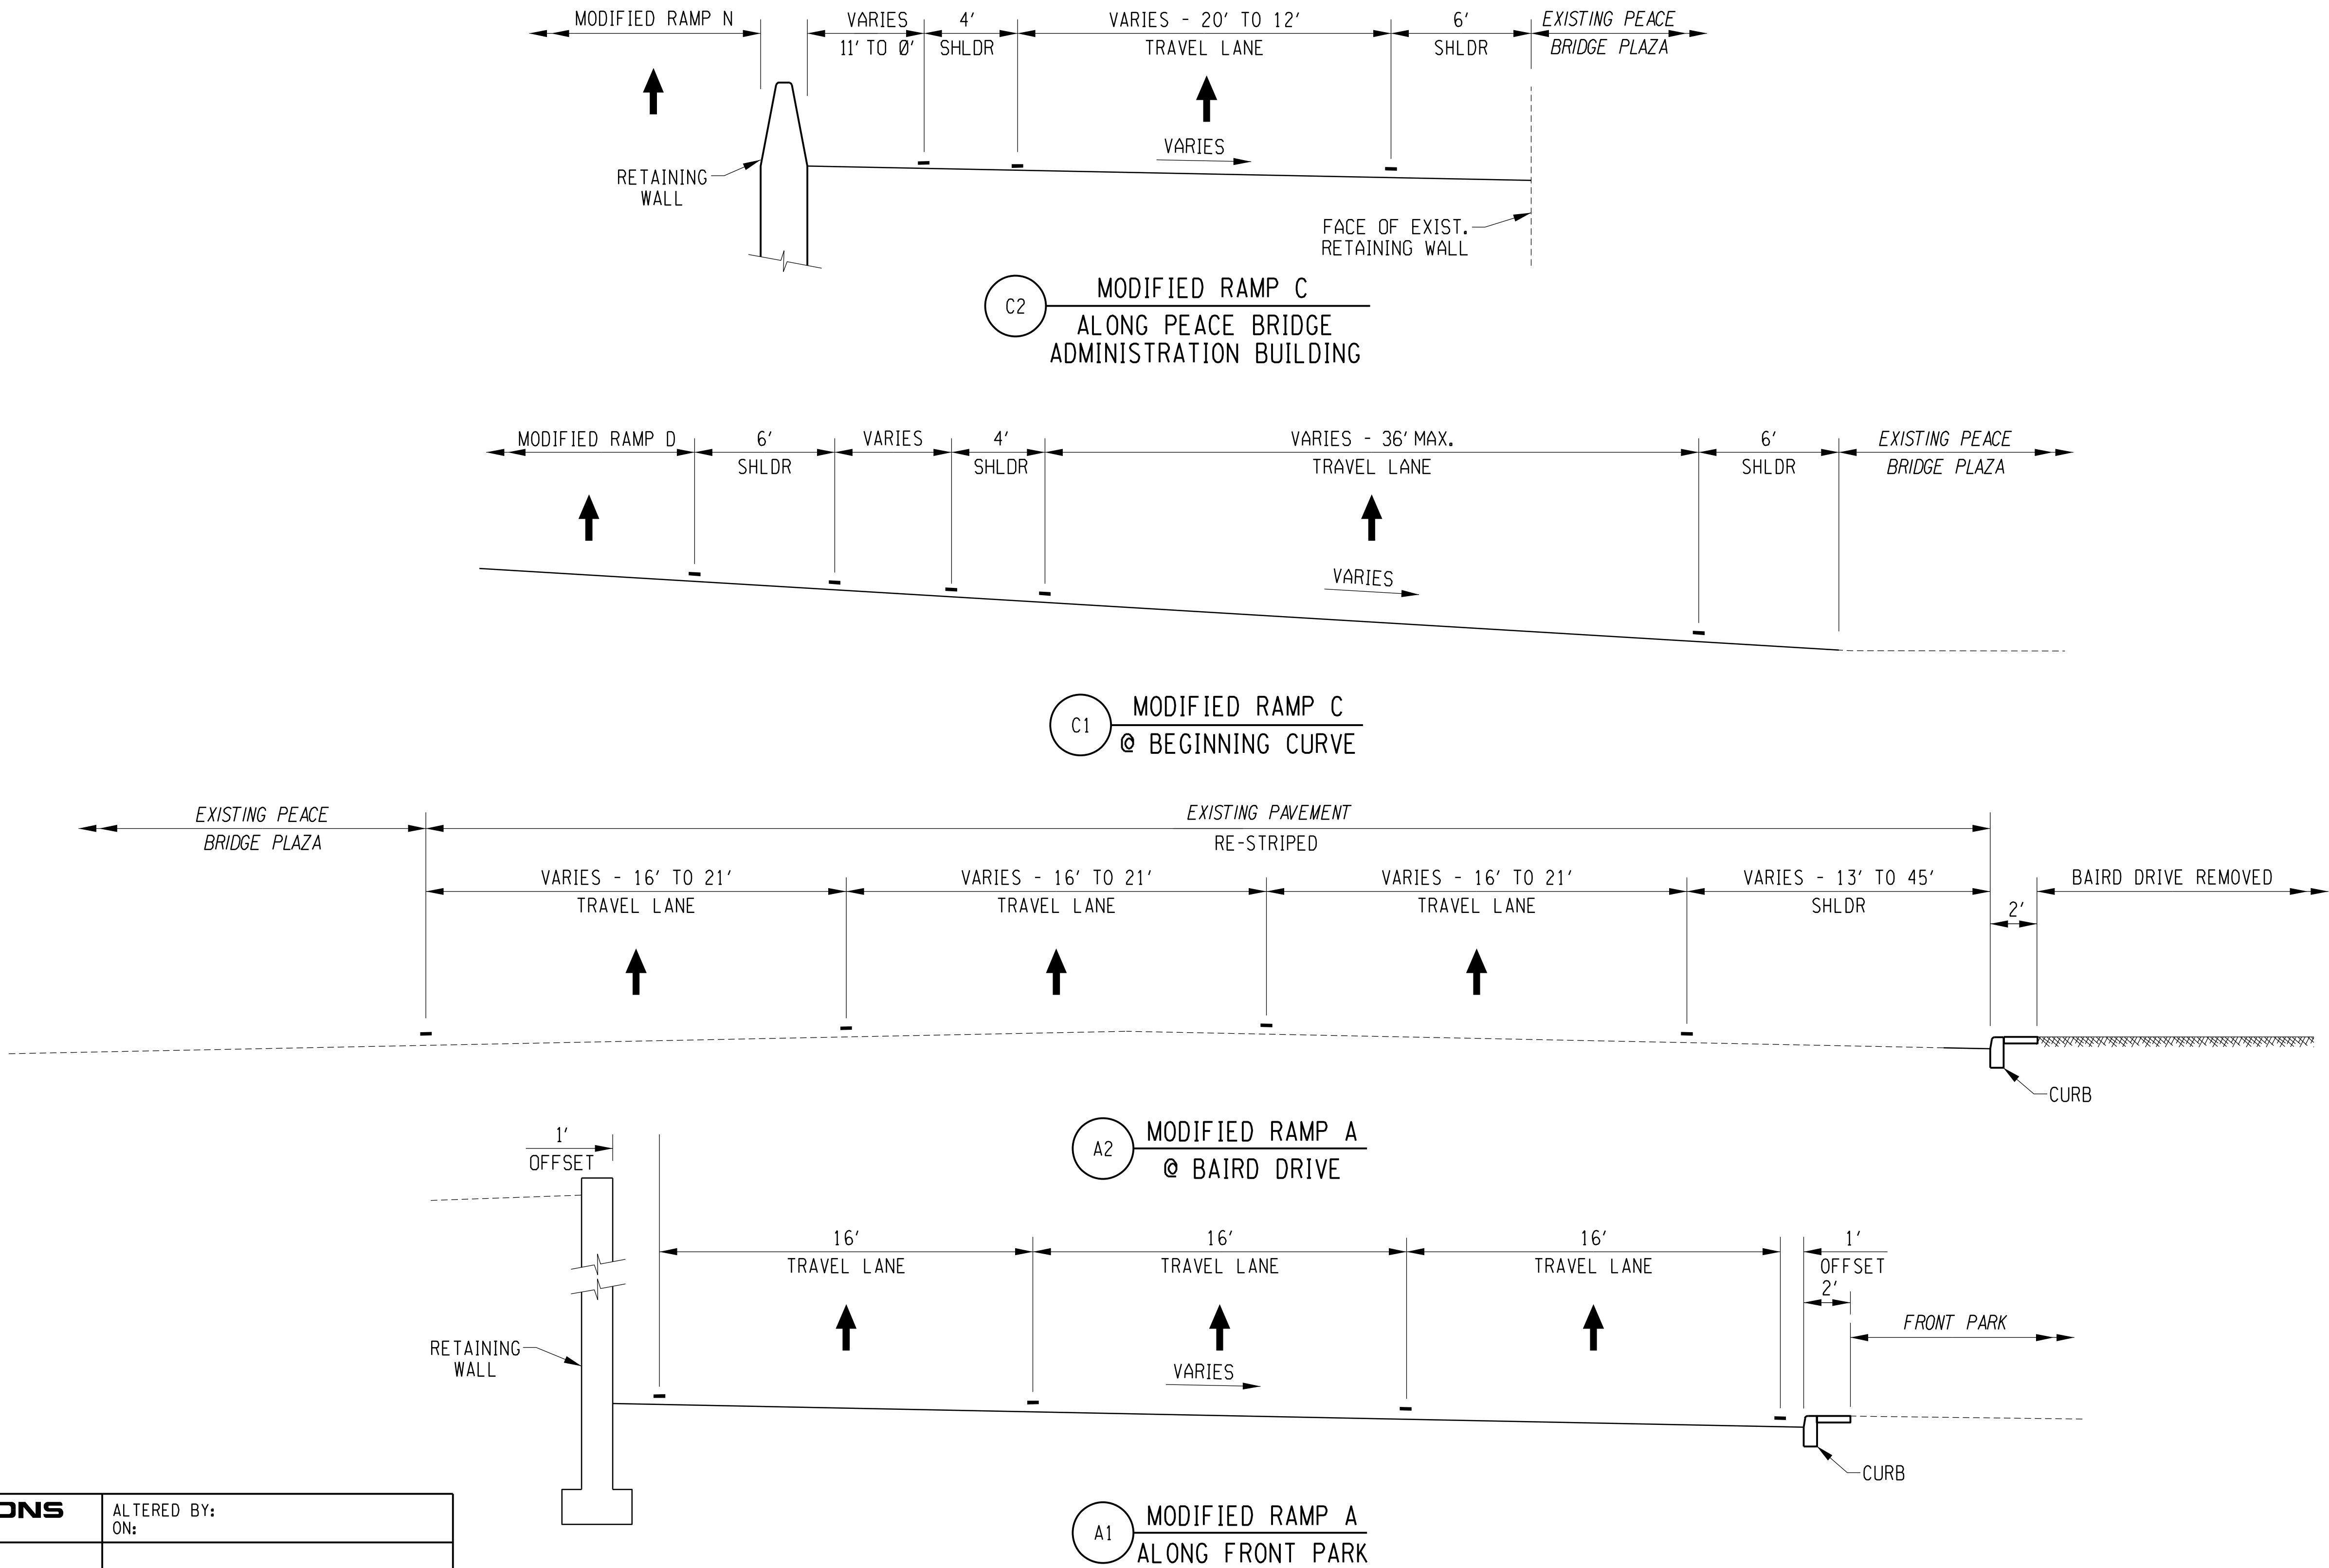 MODIFIED RAMP N
VARIES
11' TO 0'
4'
SHLDR
VARIES - 20' TO 12'
TRAVEL LANE
6'
SHLDR
EXISTING PEACE
BRIDGE PLAZA
VARIES
RETAINING
WALL
FACE OF EXIST.
RETAINING WALL
C2
MODIFIED RAMP C
ALONG PEACE BRIDGE
ADMINISTRATION BUILDING
MODIFIED RAMP D
6'
SHLDR
VARIES
4'
SHLDR
VARIES - 36' MAX.
TRAVEL LANE
6'
SHLDR
EXISTING PEACE
BRIDGE PLAZA
VARIES
C1
MODIFIED RAMP C
@ BEGINNING CURVE
EXISTING PEACE
BRIDGE PLAZA
EXISTING PAVEMENT
RE-STRIPED
VARIES - 16' TO 21'
TRAVEL LANE
VARIES - 16' TO 21'
TRAVEL LANE
VARIES - 16' TO 21'
TRAVEL LANE
VARIES - 13' TO 45'
SHLDR
2'
BAIRD DRIVE REMOVED
CURB
A2
MODIFIED RAMP A
@ BAIRD DRIVE
1'
OFFSET
16'
TRAVEL LANE
16'
TRAVEL LANE
16'
TRAVEL LANE
1'
OFFSET
2'
FRONT PARK
RETAINING
WALL
VARIES
CURB
A1
MODIFIED RAMP A
ALONG FRONT PARK
ALTERED BY:
ON: